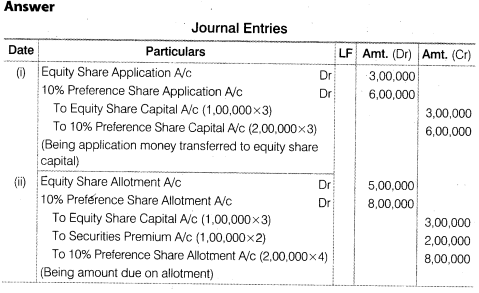 Answer
Journal Entries
Date Particulars LF Amt. (Dr) Amt. (Cr)
(i) Equity Share Application A/c Dr 3,00,000
10% Preference Share Application A/c Dr 6,00,000
To Equity Share Capital A/c (1,00,000×3) 3,00,000
To 10% Preference Share Capital A/c (2,00,000×3) 6,00,000
(Being application money transferred to equity share
capital)
(ii) Equity Share Allotment A/c Dr 5,00,000
10% Preference Share Allotment A/c Dr 8,00,000
To Equity Share Capital A/c (1,00,000×3) 3,00,000
To Securities Premium A/c (1,00,000×2) 2,00,000
To 10% Preference Share Allotment A/c (2,00,000×4) 8,00,000
(Being amount due on allotment)